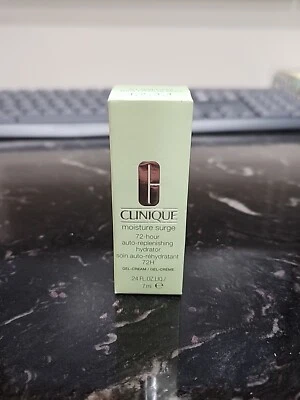 CLINIQUE
moisture surge
72-hour
auto-replenishing
hydrator
soin auto-réhydratant
72H
GEL-CREAM / GEL-CRÈME
.24 FL.OZ.LIQ./
7 ml ℮